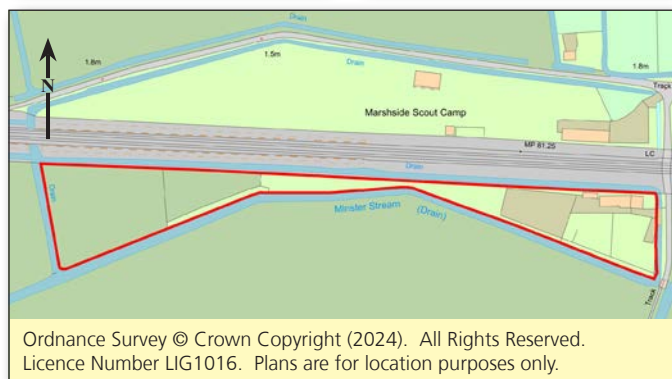 Drain
1.8m
1.5m
Drain
1.8m
Track
N
Marshside Scout Camp
MP 81.25
LC
Drain
Drain
Minster Stream
(Drain)
Track
Ordnance Survey © Crown Copyright (2024). All Rights Reserved.
Licence Number LIG1016. Plans are for location purposes only.